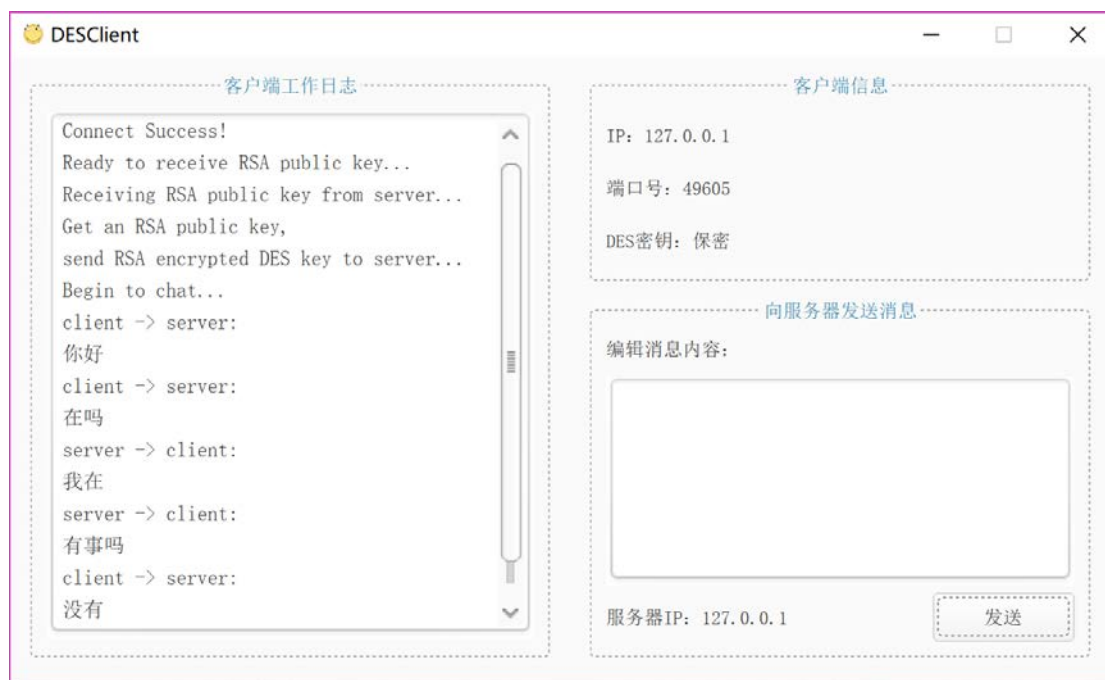 DESClient
客户端工作日志
Connect Success!
Ready to receive RSA public key...
Receiving RSA public key from server...
Get an RSA public key,
send RSA encrypted DES key to server...
Begin to chat...
client -> server:
你好
client -> server:
在吗
server -> client:
我在
server -> client:
有事吗
client -> server:
没有
客户端信息
IP: 127.0.0.1
端口号: 49605
DES密钥: 保密
向服务器发送消息
编辑消息内容:
服务器IP: 127.0.0.1
发送